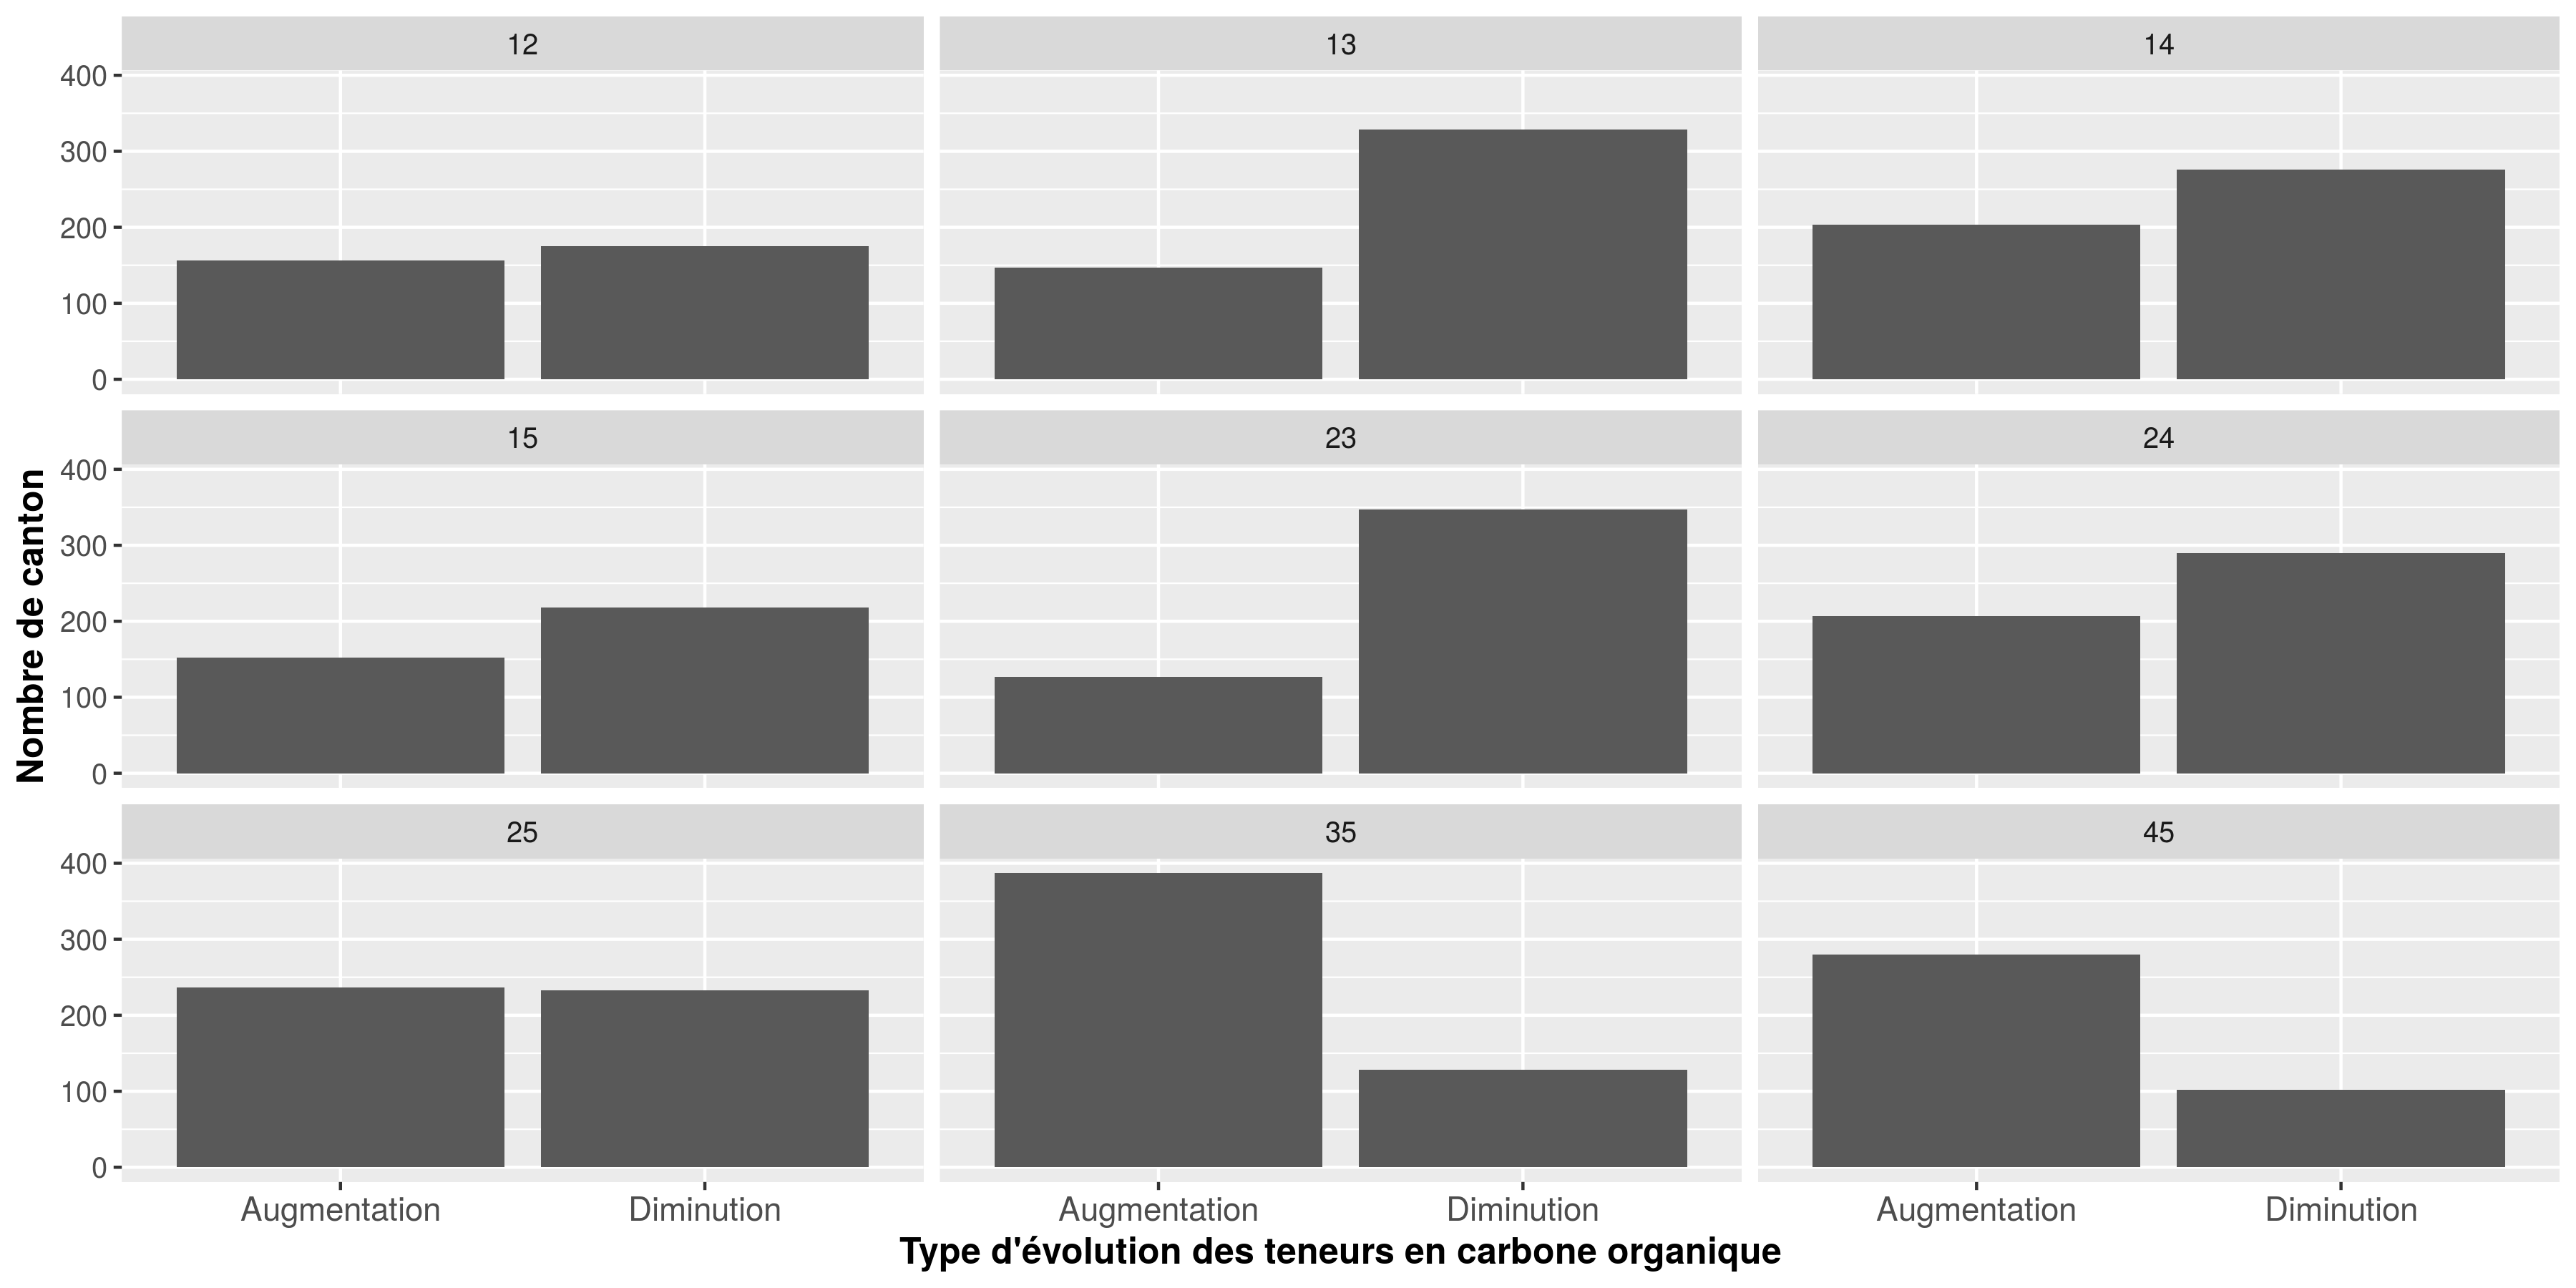 12 13 14
400
300
200
100
0
15 23 24
400
300
200
100
0
25 35 45
400
300
200
100
0
Augmentation Diminution Augmentation Diminution Augmentation Diminution
Type d'évolution des teneurs en carbone organique
Nombre de canton